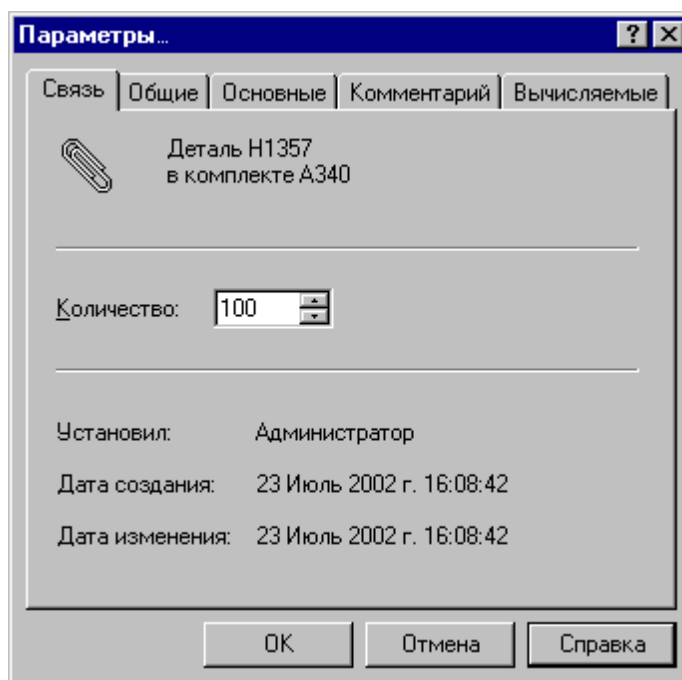 Параметры...
Связь Общие Основные Комментарий Вычисляемые
Деталь Н1357
в комплекте А340
Количество: 100
Установил: Администратор
Дата создания: 23 Июль 2002 г. 16:08:42
Дата изменения: 23 Июль 2002 г. 16:08:42
OK Отмена Справка